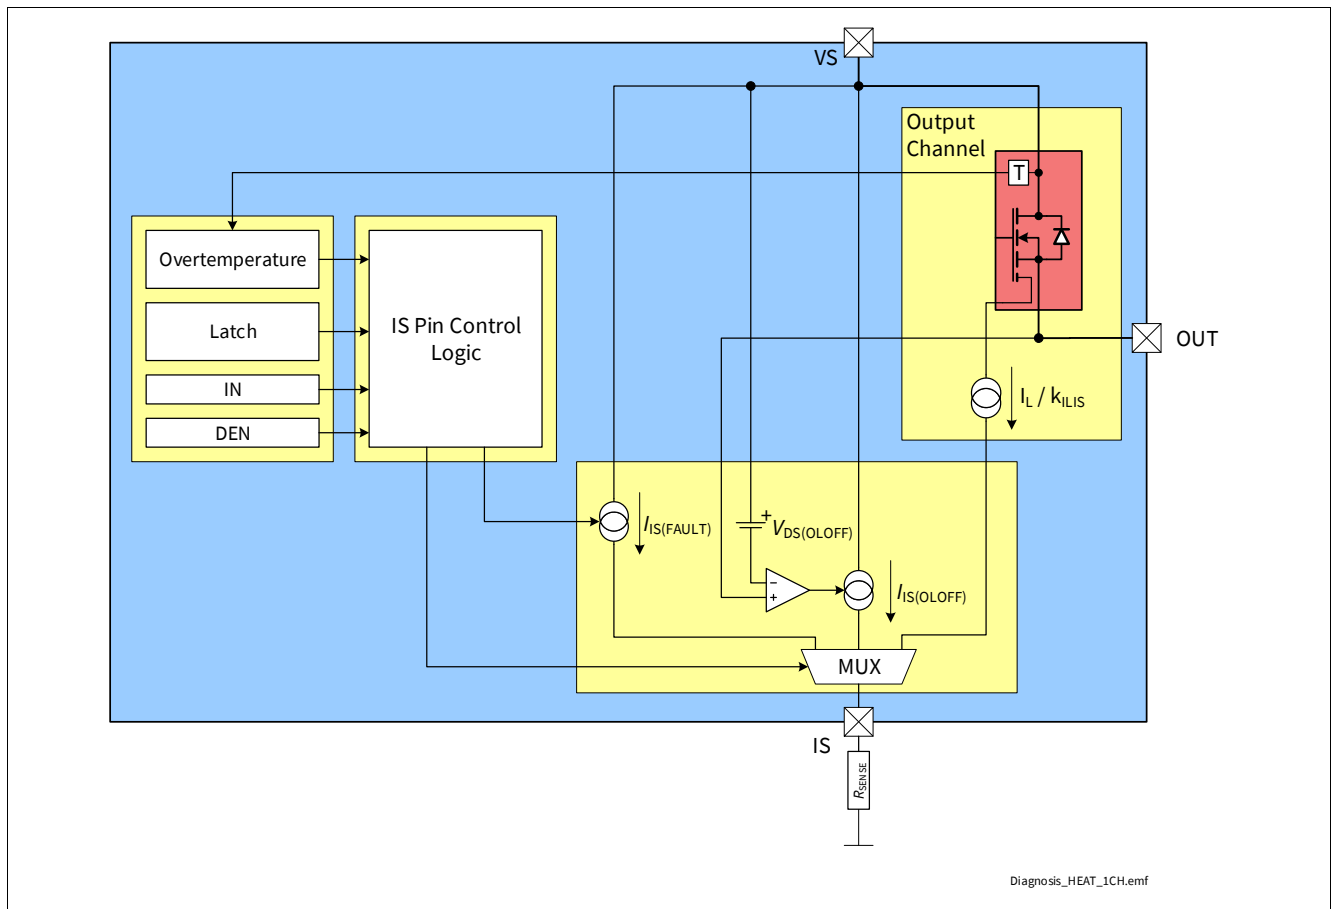 VS
Output
Channel
T
Overtemperature
Latch
IN
DEN
IS Pin Control
Logic
OUT
IL / kILIS
IIS(FAULT)
+
VDS(OLOFF)
−
+
IIS(OLOFF)
MUX
IS
RSENSE
Diagnosis_HEAT_1CH.emf